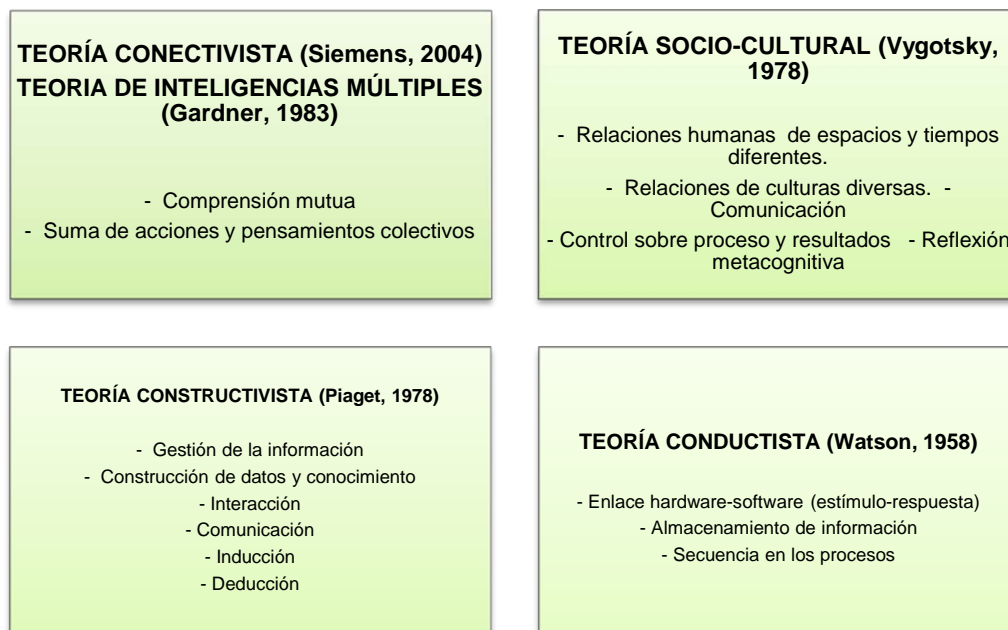 TEORÍA CONECTIVISTA (Siemens, 2004)
TEORIA DE INTELIGENCIAS MÚLTIPLES
(Gardner, 1983)
- Comprensión mutua
- Suma de acciones y pensamientos colectivos
TEORÍA SOCIO-CULTURAL (Vygotsky,
1978)
- Relaciones humanas de espacios y tiempos
diferentes.
- Relaciones de culturas diversas. -
Comunicación
- Control sobre proceso y resultados - Reflexión
metacognitiva
TEORÍA CONSTRUCTIVISTA (Piaget, 1978)
- Gestión de la información
- Construcción de datos y conocimiento
- Interacción
- Comunicación
- Inducción
- Deducción
TEORÍA CONDUCTISTA (Watson, 1958)
- Enlace hardware-software (estímulo-respuesta)
- Almacenamiento de información
- Secuencia en los procesos